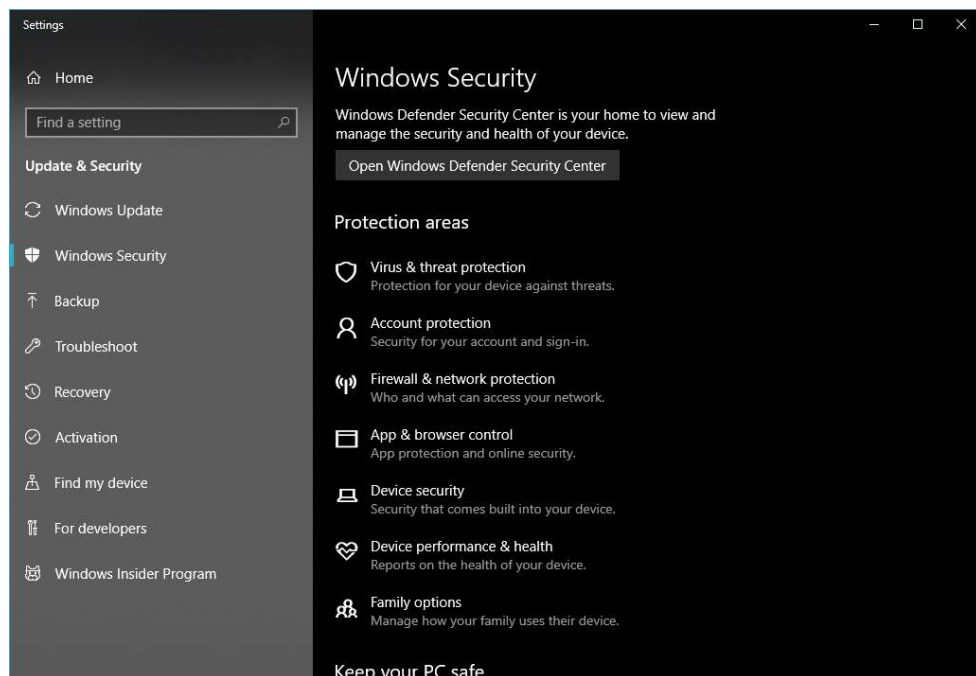 Settings
Home
Find a setting
Update & Security
Windows Update
Windows Security
Backup
Troubleshoot
Recovery
Activation
Find my device
For developers
Windows Insider Program
Windows Security
Windows Defender Security Center is your home to view and
manage the security and health of your device.
Open Windows Defender Security Center
Protection areas
Virus & threat protection
Protection for your device against threats.
Account protection
Security for your account and sign-in.
Firewall & network protection
Who and what can access your network.
App & browser control
App protection and online security.
Device security
Security that comes built into your device.
Device performance & health
Reports on the health of your device.
Family options
Manage how your family uses their device.
Keep your PC safe